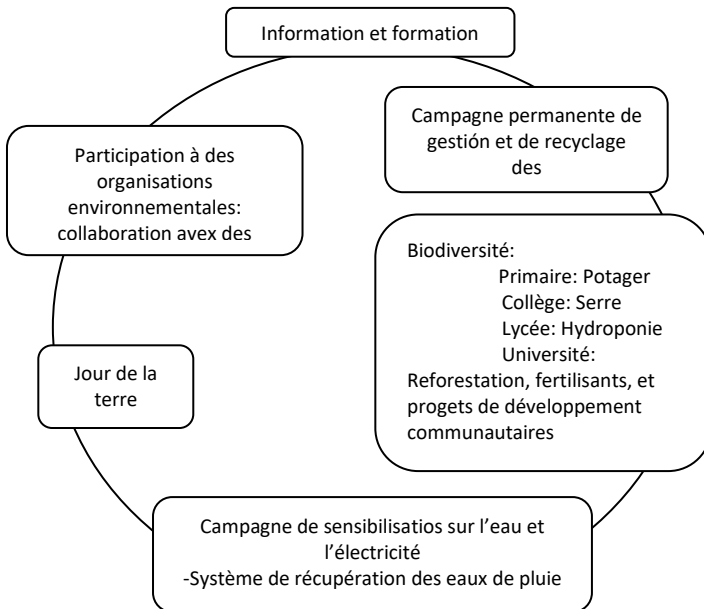 Information et formation
Campagne permanente de
gestión et de recyclage
des
Participation à des
organisations
environnementales:
collaboration avex des
Biodiversité:
Primaire: Potager
Collège: Serre
Lycée: Hydroponie
Université:
Reforestation, fertilisants, et
progets de développement
communautaires
Jour de la
terre
Campagne de sensibilisatios sur l’eau et
l’électricité
-Système de récupération des eaux de pluie